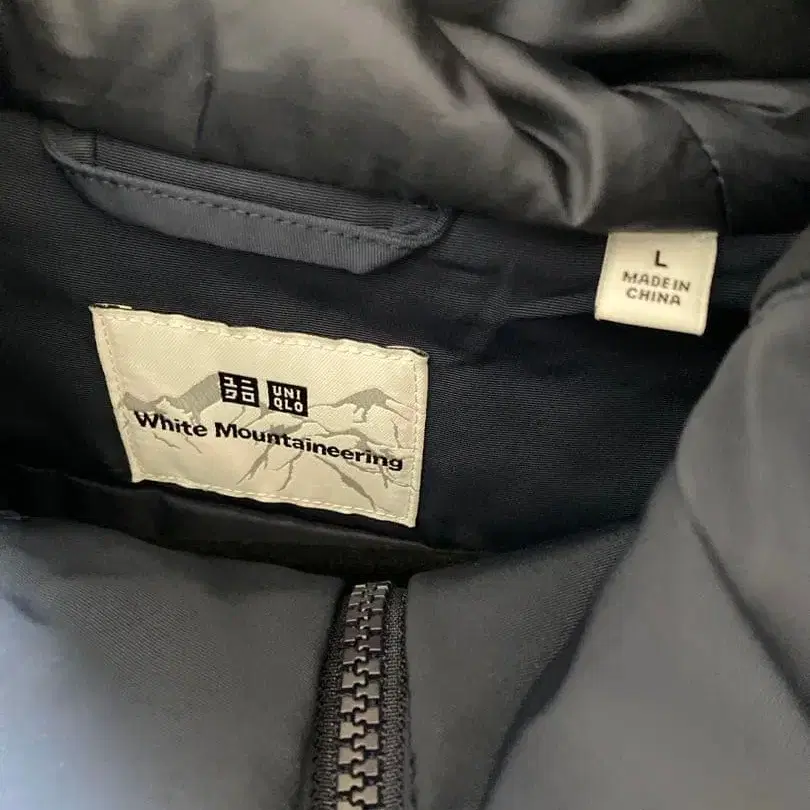 ユニ UNI
クロ QLO
White Mountaineering
L
MADE IN
CHINA